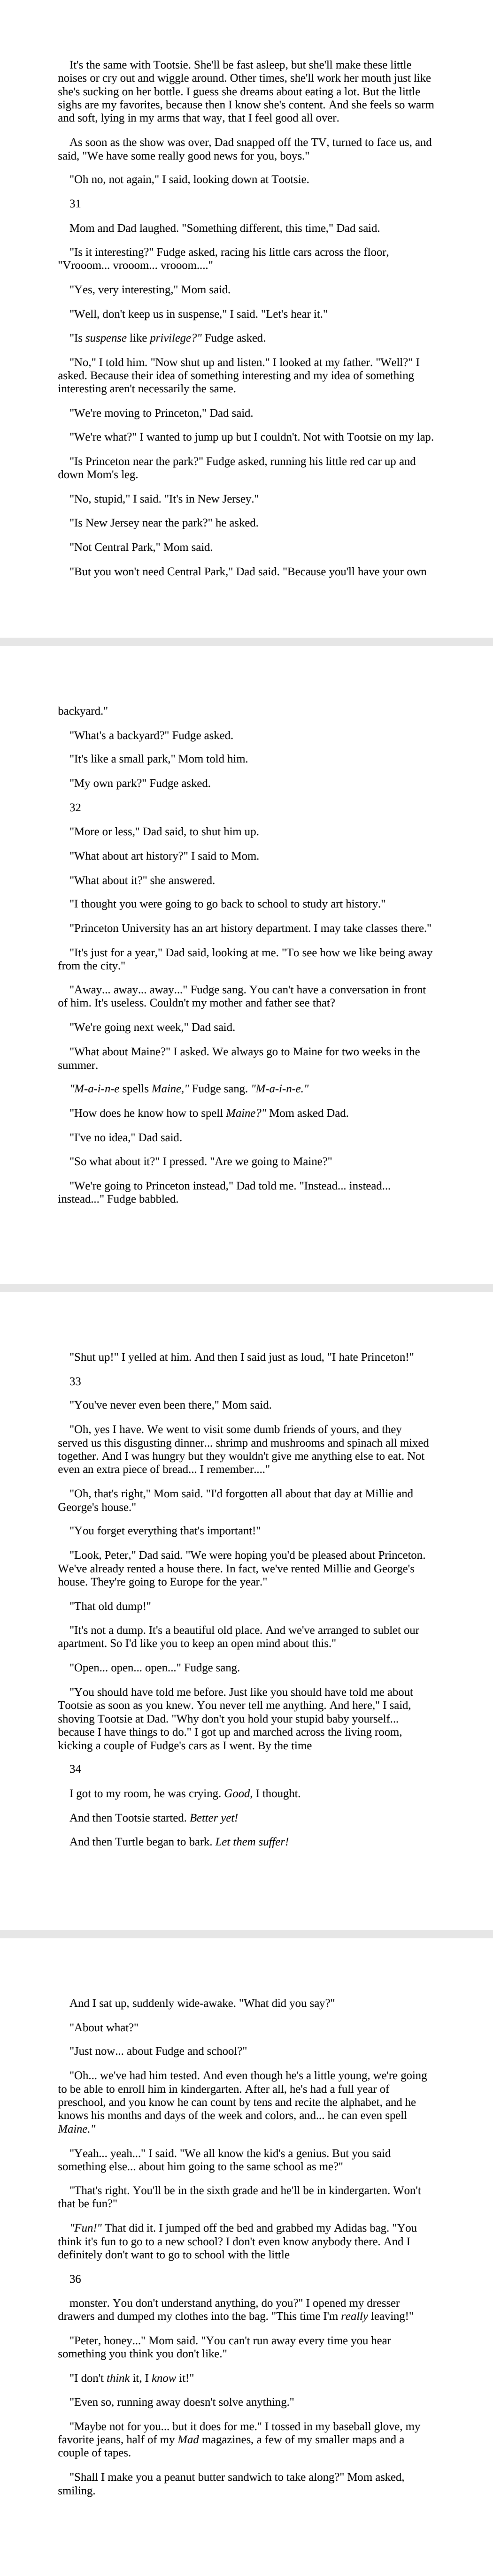 It's the same with Tootsie. She'll be fast asleep, but she'll make these little
noises or cry out and wiggle around. Other times, she'll work her mouth just like
she's sucking on her bottle. I guess she dreams about eating a lot. But the little
sighs are my favorites, because then I know she's content. And she feels so warm
and soft, lying in my arms that way, that I feel good all over.
As soon as the show was over, Dad snapped off the TV, turned to face us, and
said, "We have some really good news for you, boys."
"Oh no, not again," I said, looking down at Tootsie.
31
Mom and Dad laughed. "Something different, this time," Dad said.
"Is it interesting?" Fudge asked, racing his little cars across the floor,
"Vrooom... vrooom... vrooom...."
"Yes, very interesting," Mom said.
"Well, don't keep us in suspense," I said. "Let's hear it."
"Is suspense like privilege?" Fudge asked.
"No," I told him. "Now shut up and listen." I looked at my father. "Well?" I
asked. Because their idea of something interesting and my idea of something
interesting aren't necessarily the same.
"We're moving to Princeton," Dad said.
"We're what?" I wanted to jump up but I couldn't. Not with Tootsie on my lap.
"Is Princeton near the park?" Fudge asked, running his little red car up and
down Mom's leg.
"No, stupid," I said. "It's in New Jersey."
"Is New Jersey near the park?" he asked.
"Not Central Park," Mom said.
"But you won't need Central Park," Dad said. "Because you'll have your own
backyard."
"What's a backyard?" Fudge asked.
"It's like a small park," Mom told him.
"My own park?" Fudge asked.
32
"More or less," Dad said, to shut him up.
"What about art history?" I said to Mom.
"What about it?" she answered.
"I thought you were going to go back to school to study art history."
"Princeton University has an art history department. I may take classes there."
"It's just for a year," Dad said, looking at me. "To see how we like being away
from the city."
"Away... away... away..." Fudge sang. You can't have a conversation in front
of him. It's useless. Couldn't my mother and father see that?
"We're going next week," Dad said.
"What about Maine?" I asked. We always go to Maine for two weeks in the
summer.
"M-a-i-n-e spells Maine," Fudge sang. "M-a-i-n-e."
"How does he know how to spell Maine?" Mom asked Dad.
"I've no idea," Dad said.
"So what about it?" I pressed. "Are we going to Maine?"
"We're going to Princeton instead," Dad told me. "Instead... instead...
instead..." Fudge babbled.
"Shut up!" I yelled at him. And then I said just as loud, "I hate Princeton!"
33
"You've never even been there," Mom said.
"Oh, yes I have. We went to visit some dumb friends of yours, and they
served us this disgusting dinner... shrimp and mushrooms and spinach all mixed
together. And I was hungry but they wouldn't give me anything else to eat. Not
even an extra piece of bread... I remember...."
"Oh, that's right," Mom said. "I'd forgotten all about that day at Millie and
George's house."
"You forget everything that's important!"
"Look, Peter," Dad said. "We were hoping you'd be pleased about Princeton.
We've already rented a house there. In fact, we've rented Millie and George's
house. They're going to Europe for the year."
"That old dump!"
"It's not a dump. It's a beautiful old place. And we've arranged to sublet our
apartment. So I'd like you to keep an open mind about this."
"Open... open... open..." Fudge sang.
"You should have told me before. Just like you should have told me about
Tootsie as soon as you knew. You never tell me anything. And here," I said,
shoving Tootsie at Dad. "Why don't you hold your stupid baby yourself...
because I have things to do." I got up and marched across the living room,
kicking a couple of Fudge's cars as I went. By the time
34
I got to my room, he was crying. Good, I thought.
And then Tootsie started. Better yet!
And then Turtle began to bark. Let them suffer!
And I sat up, suddenly wide-awake. "What did you say?"
"About what?"
"Just now... about Fudge and school?"
"Oh... we've had him tested. And even though he's a little young, we're going
to be able to enroll him in kindergarten. After all, he's had a full year of
preschool, and you know he can count by tens and recite the alphabet, and he
knows his months and days of the week and colors, and... he can even spell
Maine."
"Yeah... yeah..." I said. "We all know the kid's a genius. But you said
something else... about him going to the same school as me?"
"That's right. You'll be in the sixth grade and he'll be in kindergarten. Won't
that be fun?"
"Fun!" That did it. I jumped off the bed and grabbed my Adidas bag. "You
think it's fun to go to a new school? I don't even know anybody there. And I
definitely don't want to go to school with the little
36
monster. You don't understand anything, do you?" I opened my dresser
drawers and dumped my clothes into the bag. "This time I'm really leaving!"
"Peter, honey..." Mom said. "You can't run away every time you hear
something you think you don't like."
"I don't think it, I know it!"
"Even so, running away doesn't solve anything."
"Maybe not for you... but it does for me." I tossed in my baseball glove, my
favorite jeans, half of my Mad magazines, a few of my smaller maps and a
couple of tapes.
"Shall I make you a peanut butter sandwich to take along?" Mom asked,
smiling.